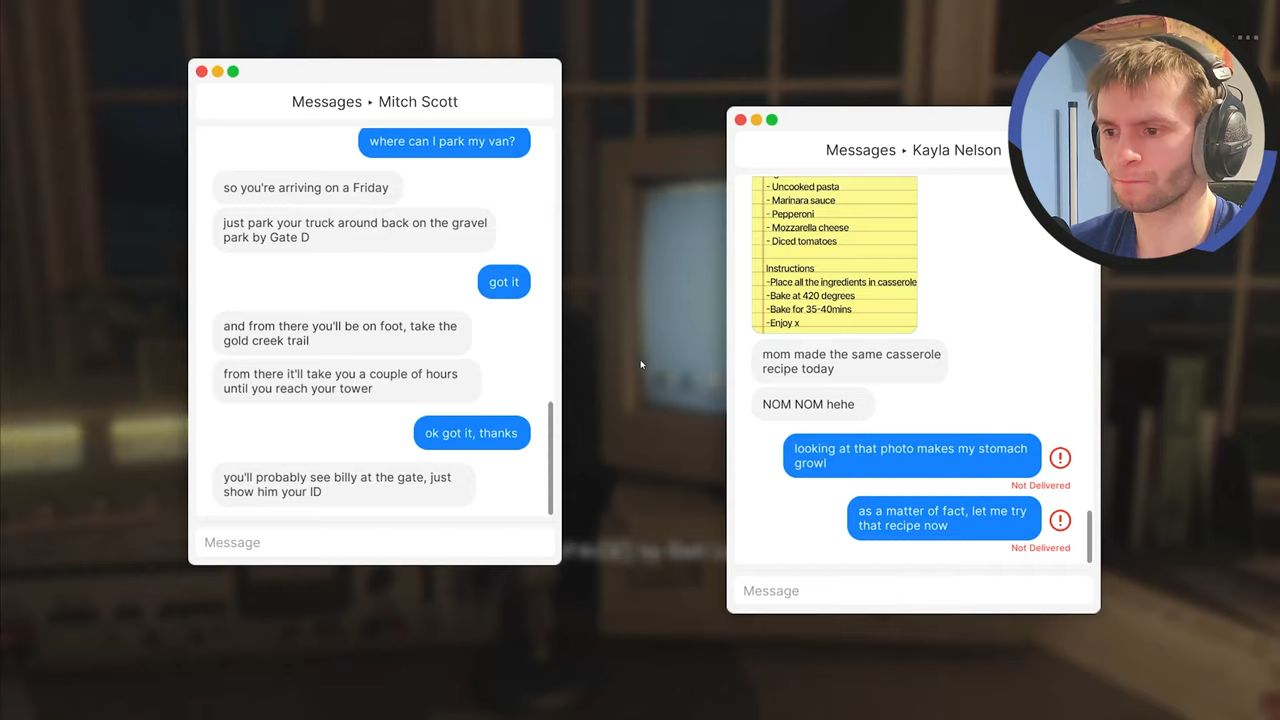 Messages ▸ Mitch Scott
where can I park my van?
so you're arriving on a Friday
just park your truck around back on the gravel
park by Gate D
got it
and from there you'll be on foot, take the
gold creek trail
from there it'll take you a couple of hours
until you reach your tower
ok got it, thanks
you'll probably see billy at the gate, just
show him your ID
Message
Messages ▸ Kayla Nelson
- Uncooked pasta
- Marinara sauce
- Pepperoni
- Mozzarella cheese
- Diced tomatoes
Instructions
-Place all the ingredients in casserole
-Bake at 420 degrees
-Bake for 35-40mins
-Enjoy x
mom made the same casserole
recipe today
NOM NOM hehe
looking at that photo makes my stomach
growl
Not Delivered
as a matter of fact, let me try
that recipe now
Not Delivered
Message